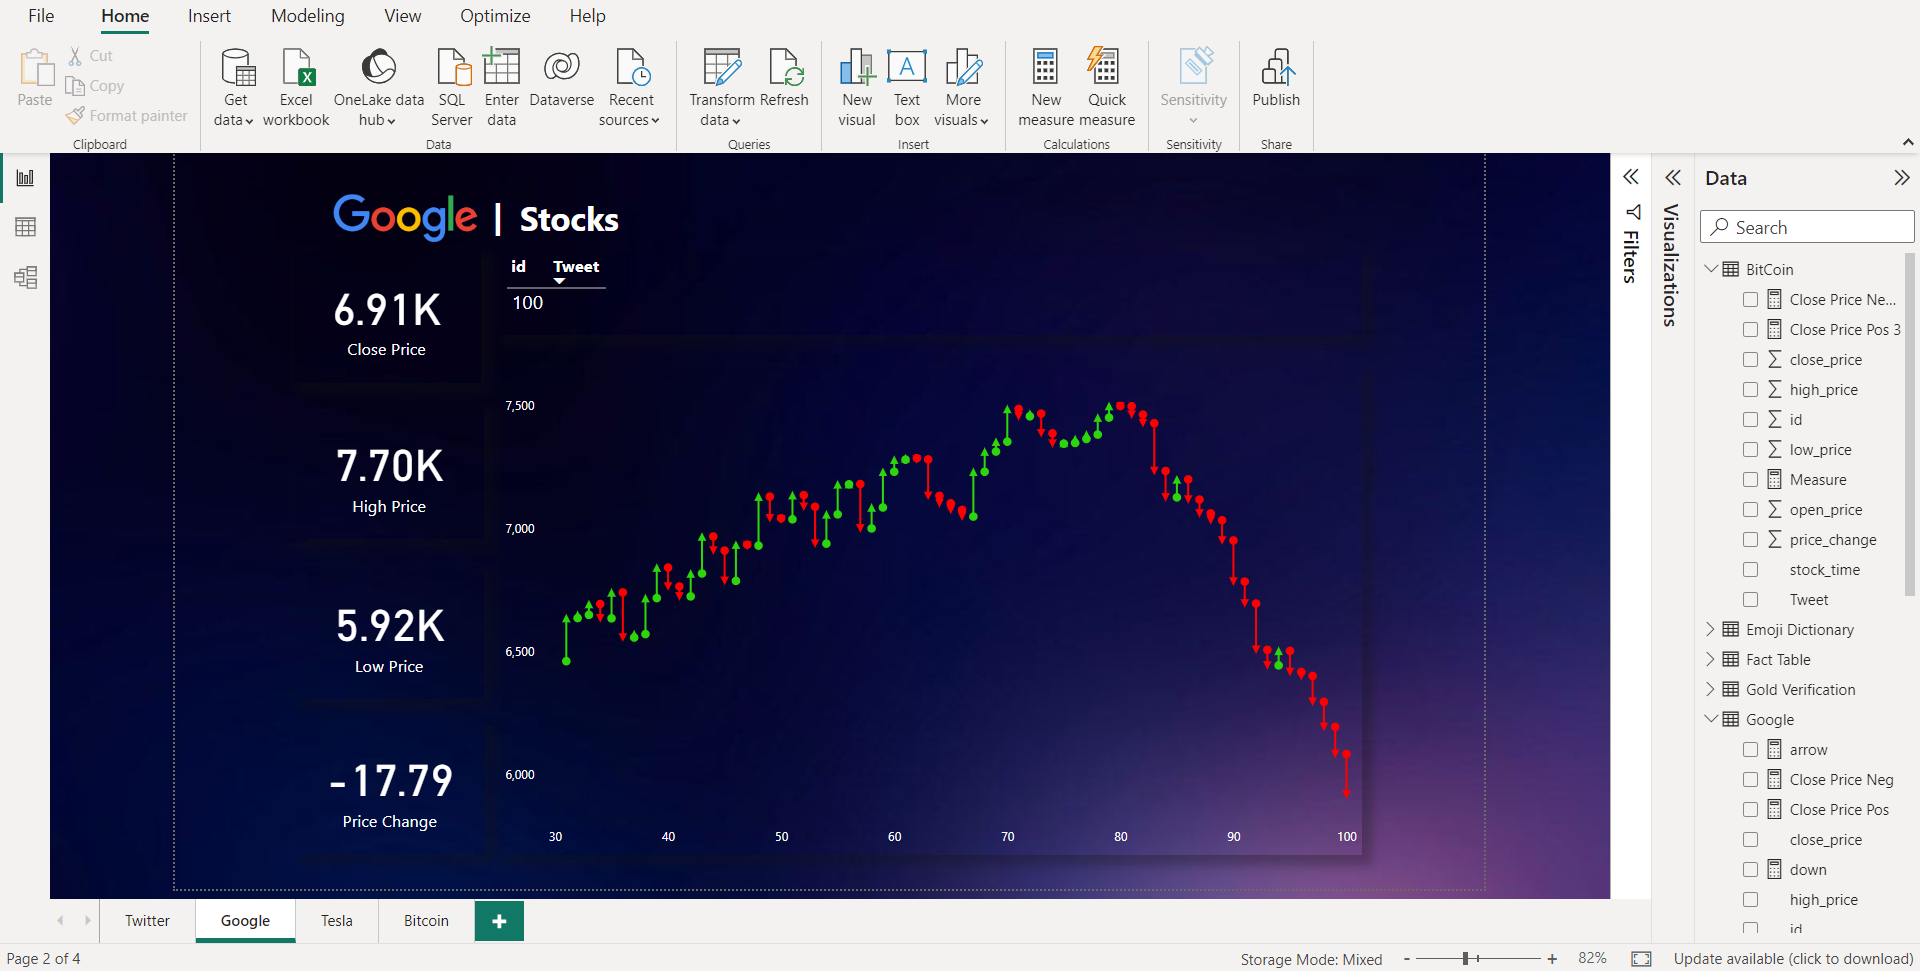 File Home Insert Modeling View Optimize Help
Paste
Cut
Copy
Format painter
Clipboard
Get data
Excel workbook
OneLake data hub
SQL Server
Enter data
Dataverse
Recent sources
Data
Transform data
Refresh
Queries
New visual
A
Text box
More visuals
Insert
New measure
Quick measure
Calculations
Sensitivity
Sensitivity
Publish
Share
Google | Stocks
id Tweet
100
6.91K
Close Price
7.70K
High Price
5.92K
Low Price
-17.79
Price Change
7,500
7,000
6,500
6,000
30 40 50 60 70 80 90 100
Filters
Visualizations
Data
Search
BitCoin
Close Price Ne...
Close Price Pos 3
close_price
high_price
id
low_price
Measure
open_price
price_change
stock_time
Tweet
Emoji Dictionary
Fact Table
Gold Verification
Google
arrow
Close Price Neg
Close Price Pos
close_price
down
high_price
id
Twitter Google Tesla Bitcoin +
Page 2 of 4
Storage Mode: Mixed - + 82% Update available (click to download)